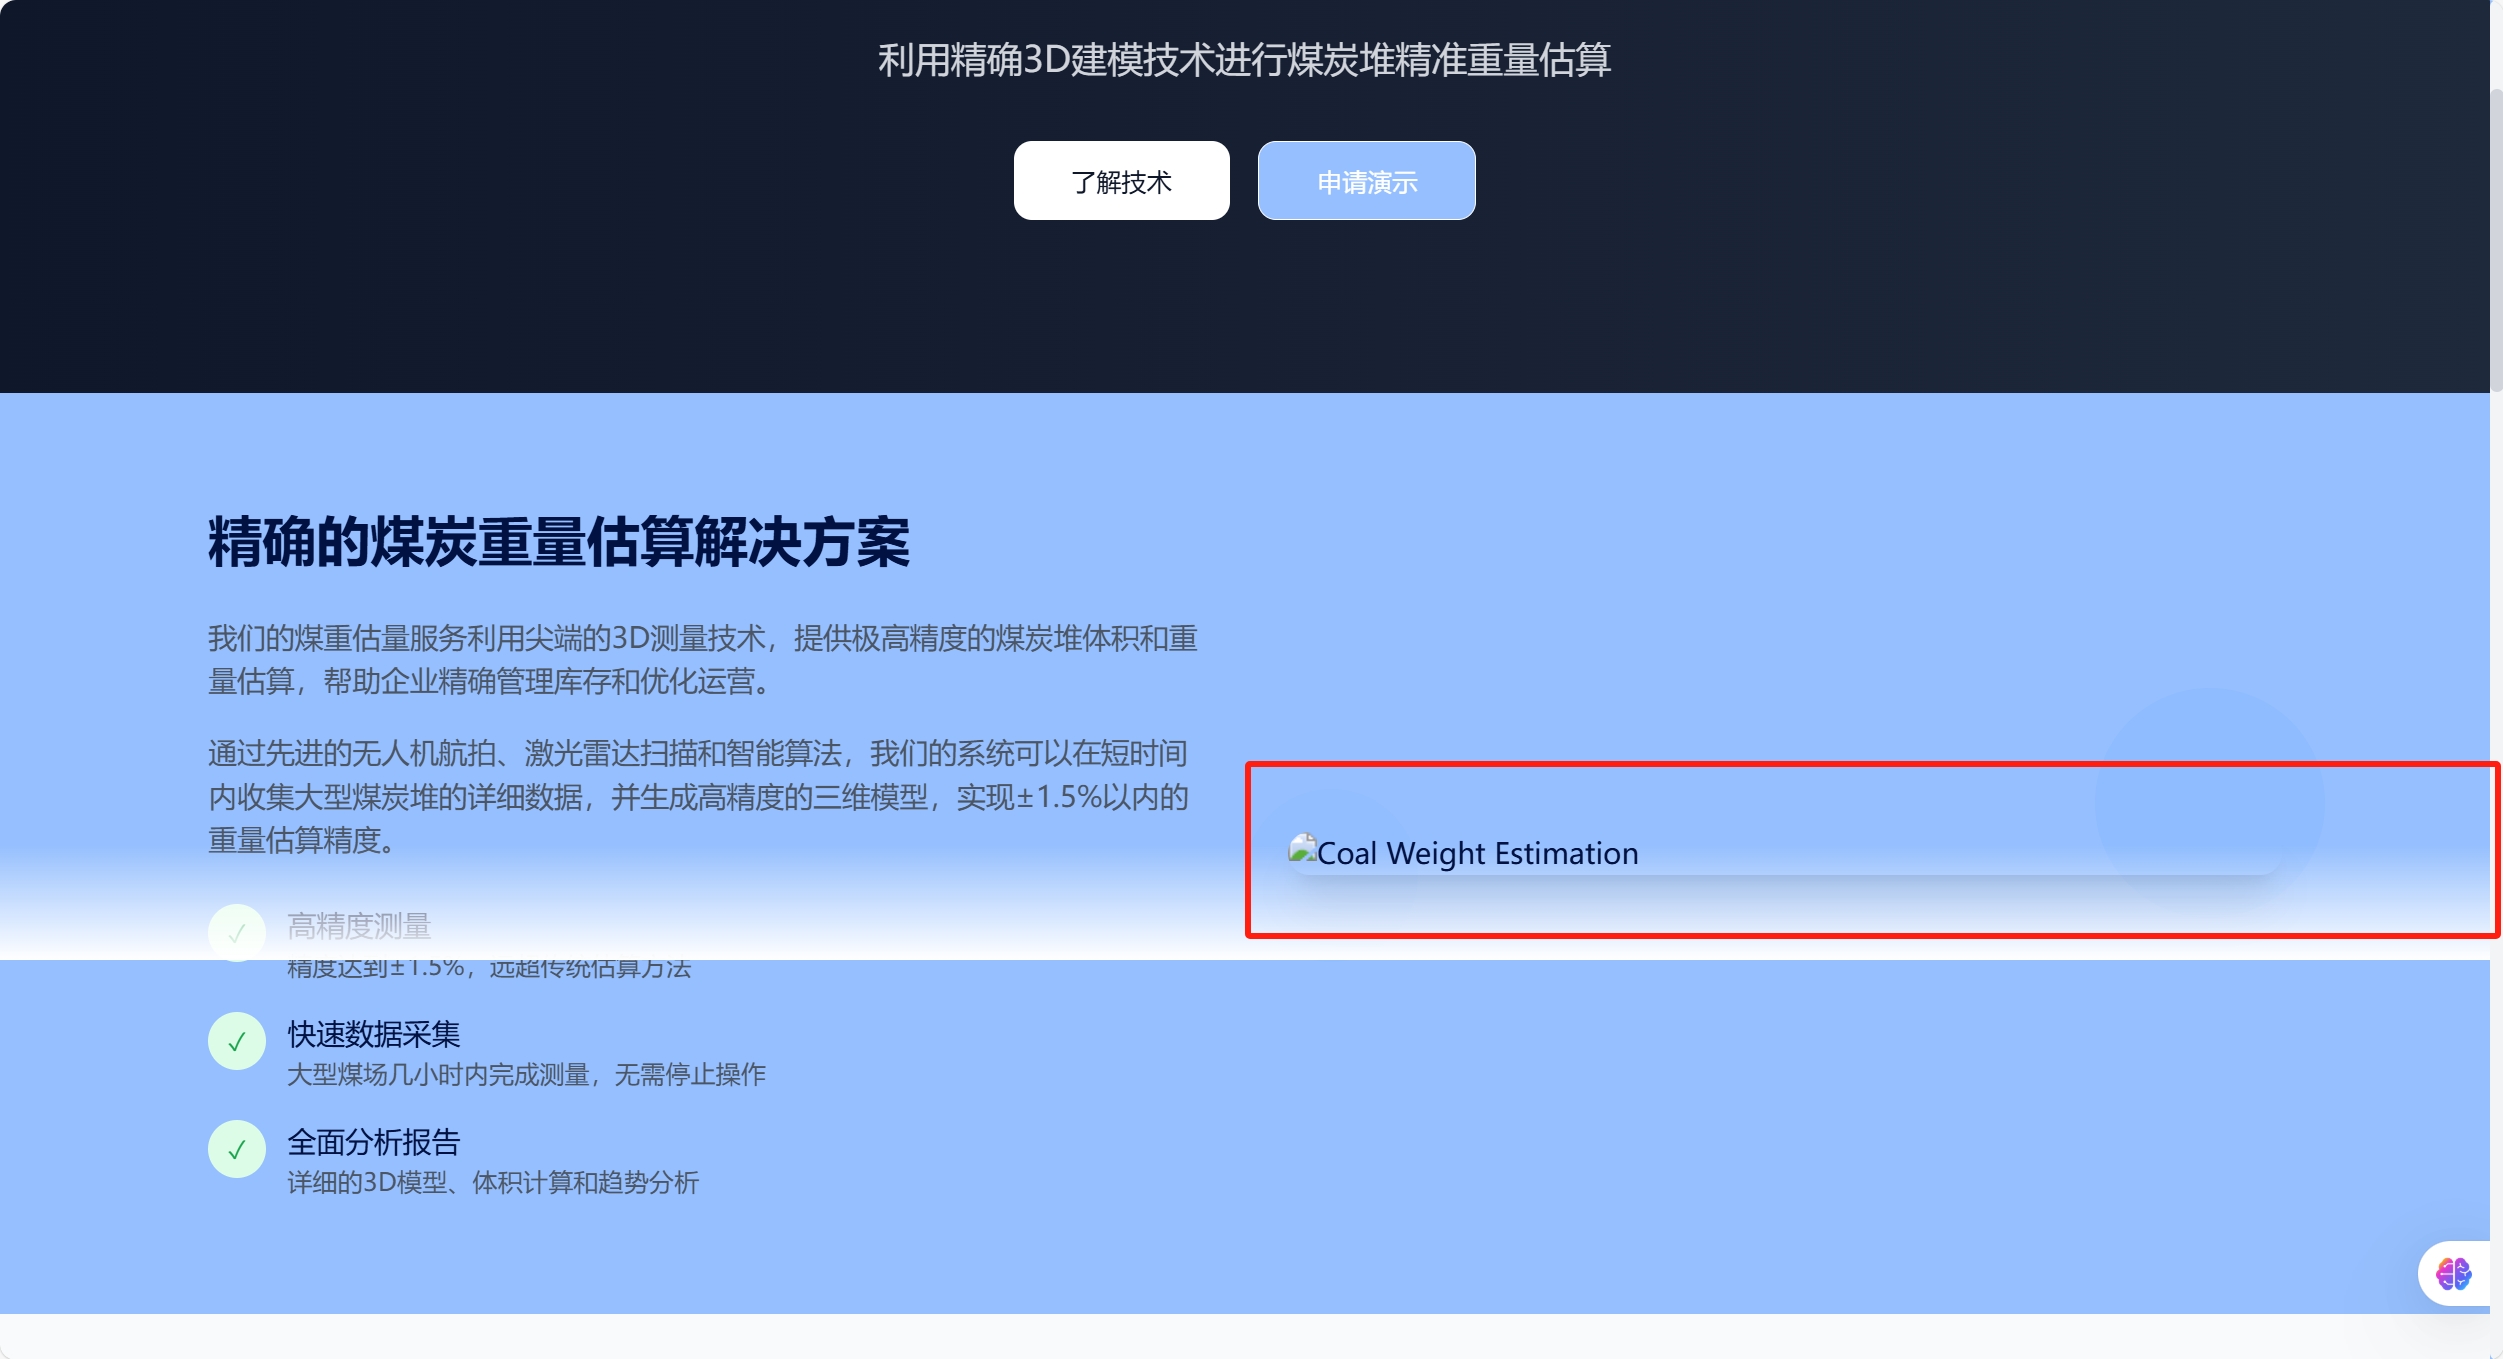 利用精确3D建模技术进行煤炭堆精准重量估算
了解技术
申请演示
精确的煤炭重量估算解决方案
我们的煤重估量服务利用尖端的3D测量技术，提供极高精度的煤炭堆体积和重
量估算，帮助企业精确管理库存和优化运营。
通过先进的无人机航拍、激光雷达扫描和智能算法，我们的系统可以在短时间
内收集大型煤炭堆的详细数据，并生成高精度的三维模型，实现±1.5%以内的
重量估算精度。
Coal Weight Estimation
✓ 高精度测量
精度达到±1.5%，远超传统估算方法
✓ 快速数据采集
大型煤场几小时内完成测量，无需停止操作
✓ 全面分析报告
详细的3D模型、体积计算和趋势分析